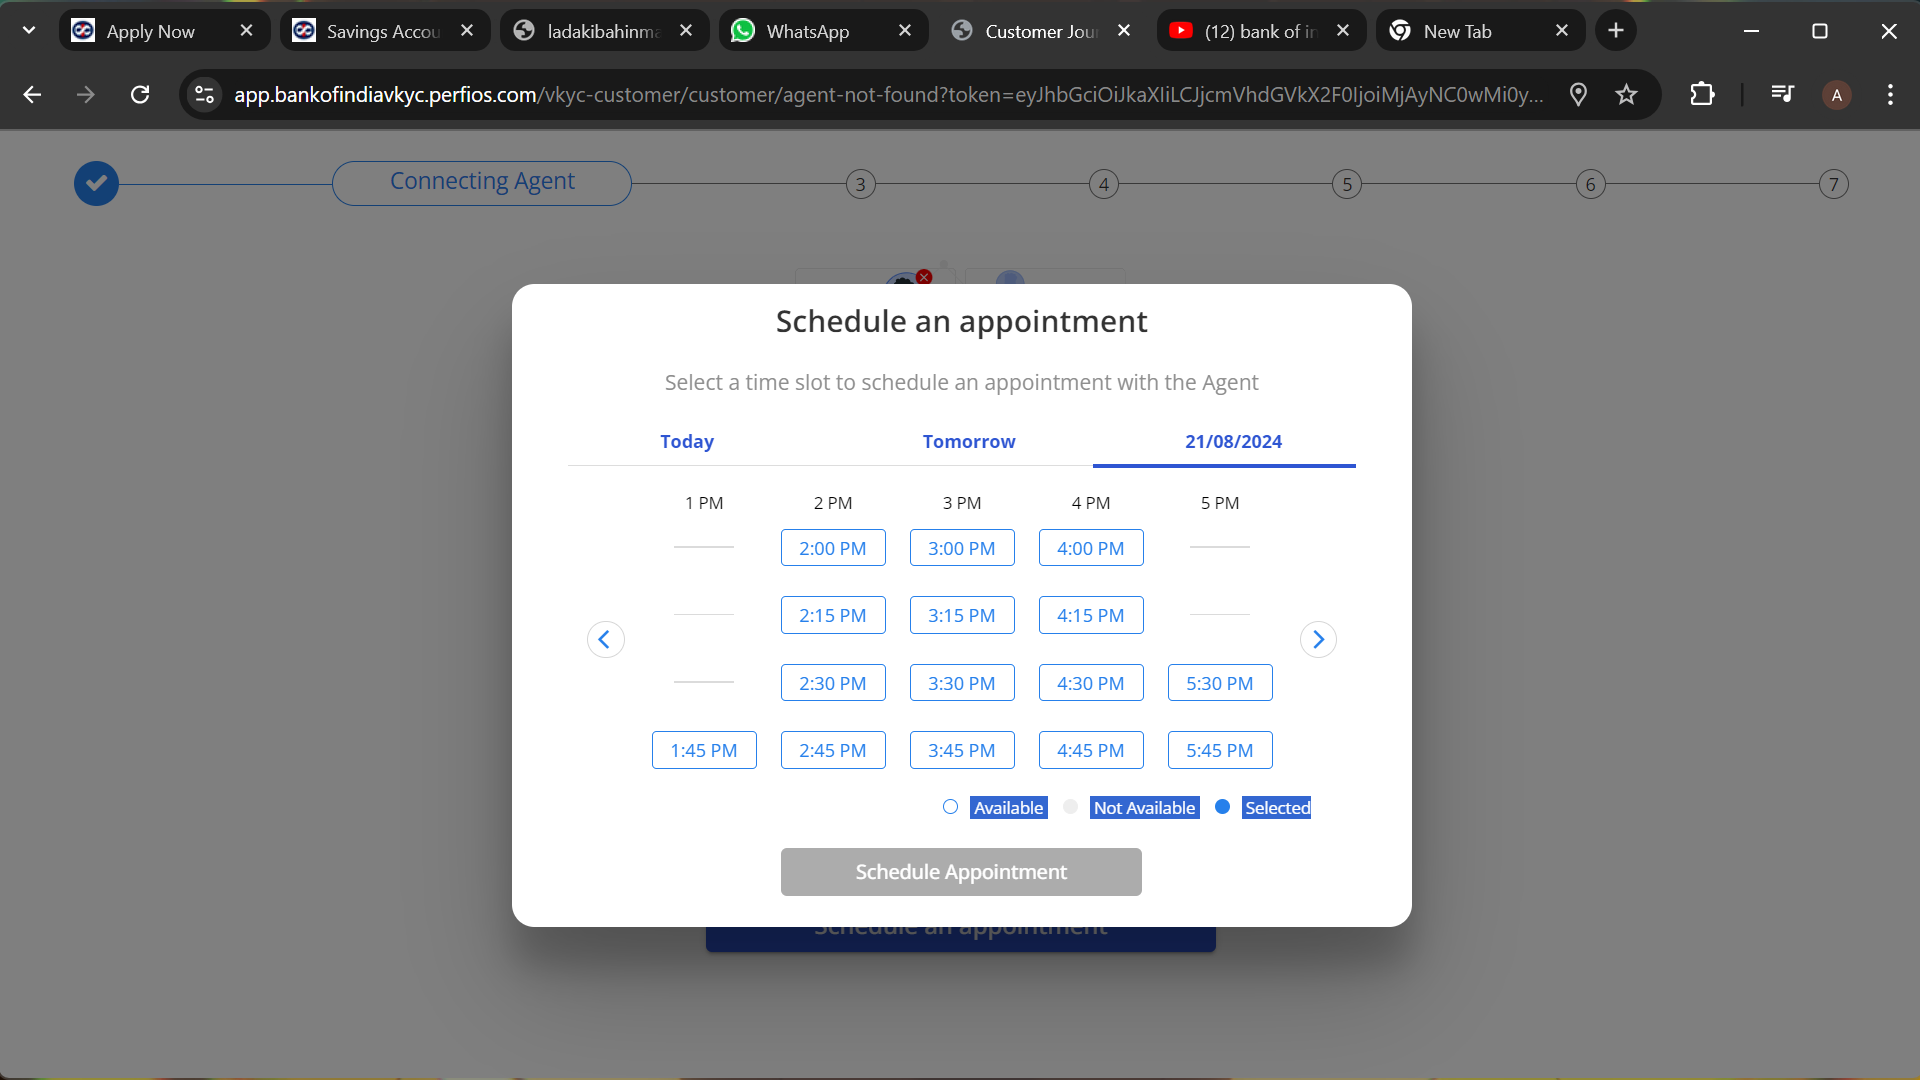 Apply Now
Savings Accou
ladakibahinma
WhatsApp
Customer Jour
(12) bank of in
New Tab
app.bankofindiavkyc.perfios.com/vkyc-customer/customer/agent-not-found?token=eyJhbGciOiJkaXIiLCJjcmVhdGVkX2F0IjoiMjAyNC0wMi0y...
A
Connecting Agent
3
4
5
6
7
Schedule an appointment
Select a time slot to schedule an appointment with the Agent
Today Tomorrow 21/08/2024
1 PM 2 PM 3 PM 4 PM 5 PM
2:00 PM 3:00 PM 4:00 PM
2:15 PM 3:15 PM 4:15 PM
2:30 PM 3:30 PM 4:30 PM 5:30 PM
1:45 PM 2:45 PM 3:45 PM 4:45 PM 5:45 PM
Available Not Available Selected
Schedule Appointment
Schedule an appointment